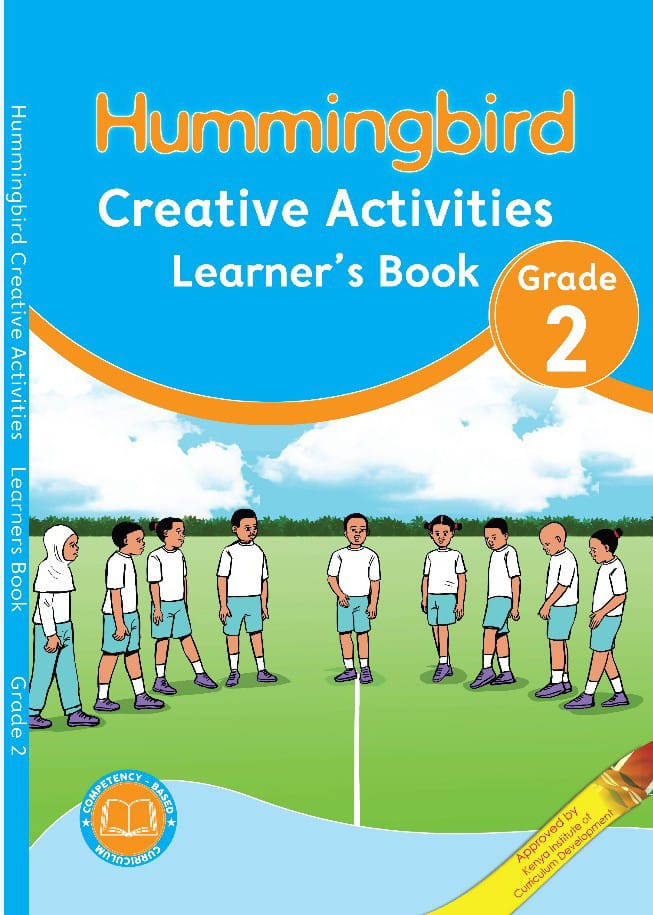 Hummingbird
Creative Activities
Learner's Book
Grade
2
Hummingbird Creative Activities Learners Book Grade 2
COMPETENCY - BASED
CURRICULUM
Approved by
Kenya Institute of
Curriculum Development